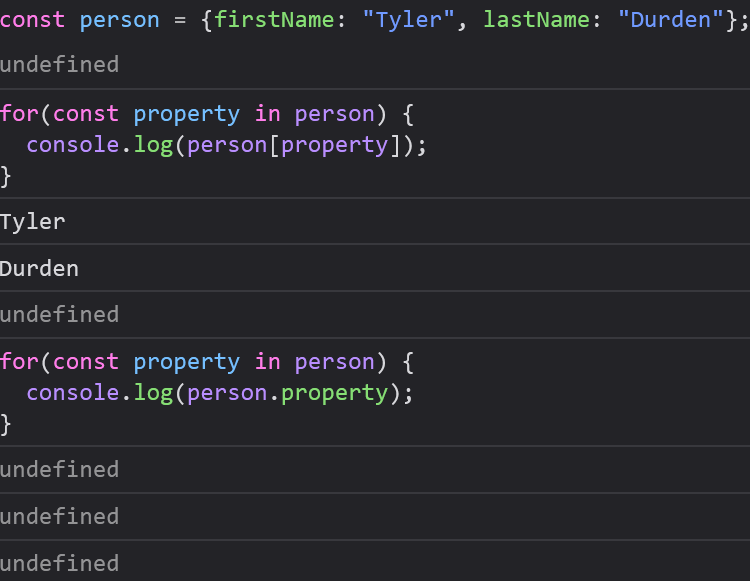 const person = {firstName: "Tyler", lastName: "Durden"};
undefined
for(const property in person) {
  console.log(person[property]);
}
Tyler
Durden
undefined
for(const property in person) {
  console.log(person.property);
}
undefined
undefined
undefined